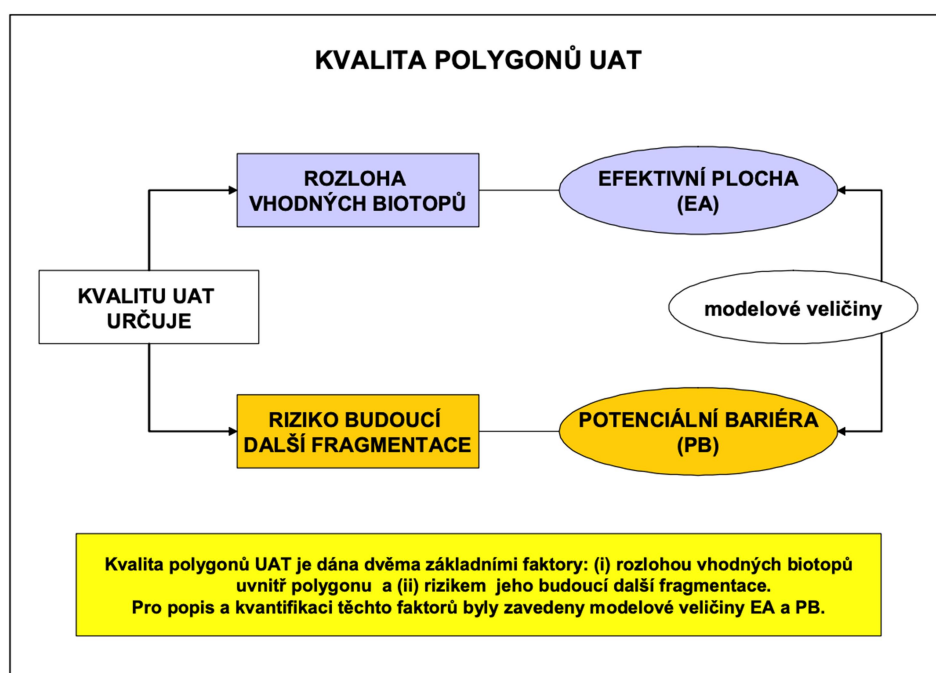 KVALITA POLYGONŮ UAT
ROZLOHA
VHODNÝCH BIOTOPŮ
EFEKTIVNÍ PLOCHA
(EA)
KVALITU UAT
URČUJE
modelové veličiny
RIZIKO BUDOUCÍ
DALŠÍ FRAGMENTACE
POTENCIÁLNÍ BARIÉRA
(PB)
Kvalita polygonů UAT je dána dvěma základními faktory: (i) rozlohou vhodných biotopů
uvnitř polygonu a (ii) rizikem jeho budoucí další fragmentace.
Pro popis a kvantifikaci těchto faktorů byly zavedeny modelové veličiny EA a PB.